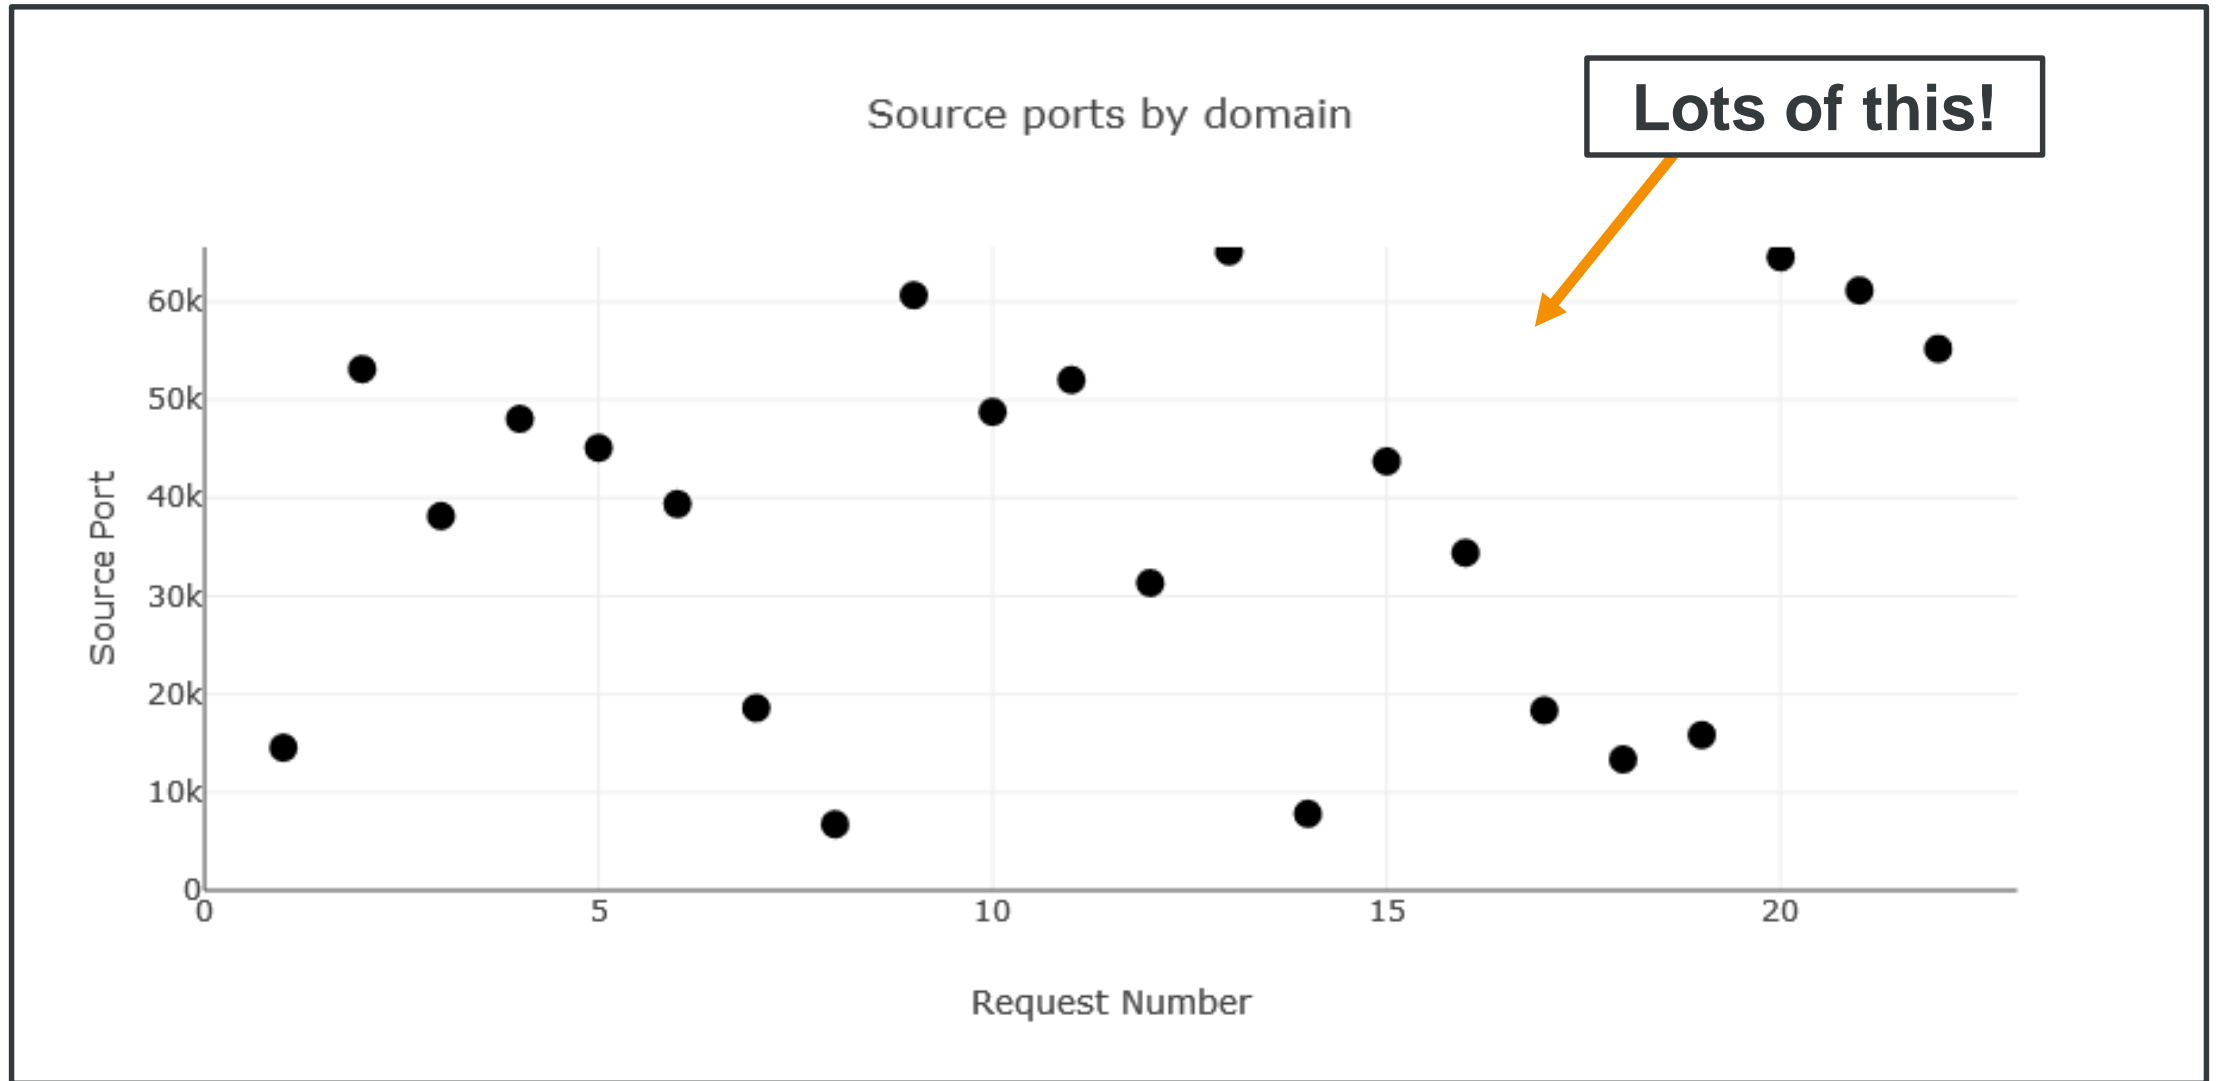 Lots of this!
Source ports by domain
60k
50k
40k
30k
20k
10k
0
Source Port
0 5 10 15 20
Request Number